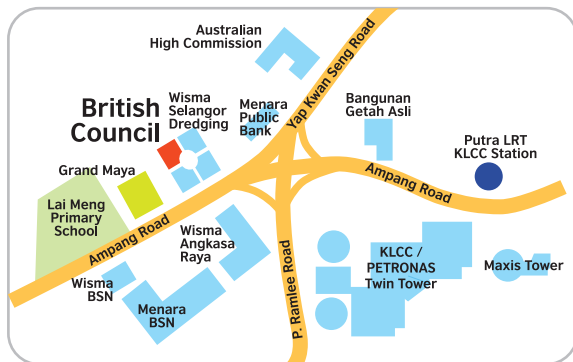 Australian
High Commission
Yap Kwan Seng Road
British
Council
Wisma
Selangor
Dredging
Menara
Public
Bank
Bangunan
Getah Asli
Putra LRT
KLCC Station
Grand Maya
Lai Meng
Primary
School
Ampang Road
Ampang Road
Wisma
Angkasa
Raya
Wisma
BSN
Menara
BSN
P. Ramlee Road
KLCC /
PETRONAS
Twin Tower
Maxis Tower